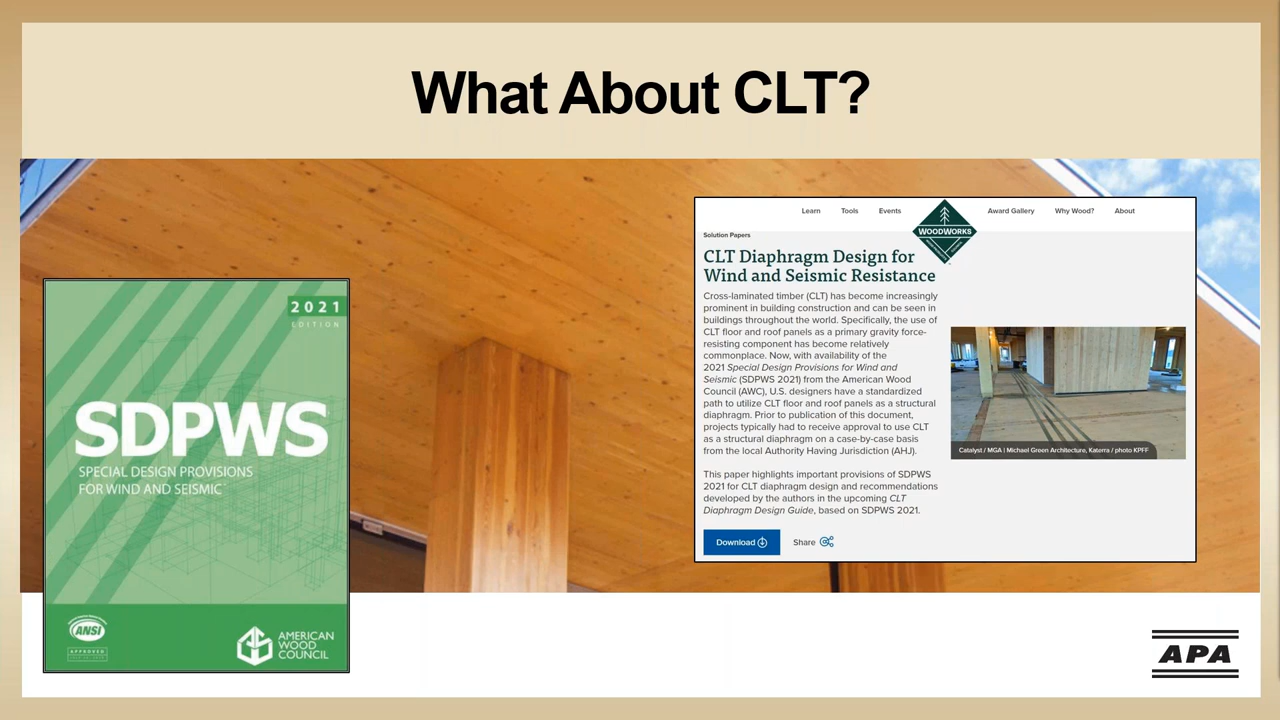 What About CLT?
2021
EDITION
SDPWS
SPECIAL DESIGN PROVISIONS
FOR WIND AND SEISMIC
ANSI
APPROVED
AMERICAN
WOOD
COUNCIL
Learn Tools Events Award Gallery Why Wood? About
WOODWORKS
Solution Papers
CLT Diaphragm Design for
Wind and Seismic Resistance
Cross-laminated timber (CLT) has become increasingly
prominent in building construction and can be seen in
buildings throughout the world. Specifically, the use of
CLT floor and roof panels as a primary gravity force-
resisting component has become relatively
commonplace. Now, with availability of the
2021 Special Design Provisions for Wind and
Seismic (SDPWS 2021) from the American Wood
Council (AWC), U.S. designers have a standardized
path to utilize CLT floor and roof panels as a structural
diaphragm. Prior to publication of this document,
projects typically had to receive approval to use CLT
as a structural diaphragm on a case-by-case basis
from the local Authority Having Jurisdiction (AHJ).
This paper highlights important provisions of SDPWS
2021 for CLT diaphragm design and recommendations
developed by the authors in the upcoming CLT
Diaphragm Design Guide, based on SDPWS 2021.
Download Share
Catalyst / MGA | Michael Green Architecture, Katerra / photo KPFF
APA